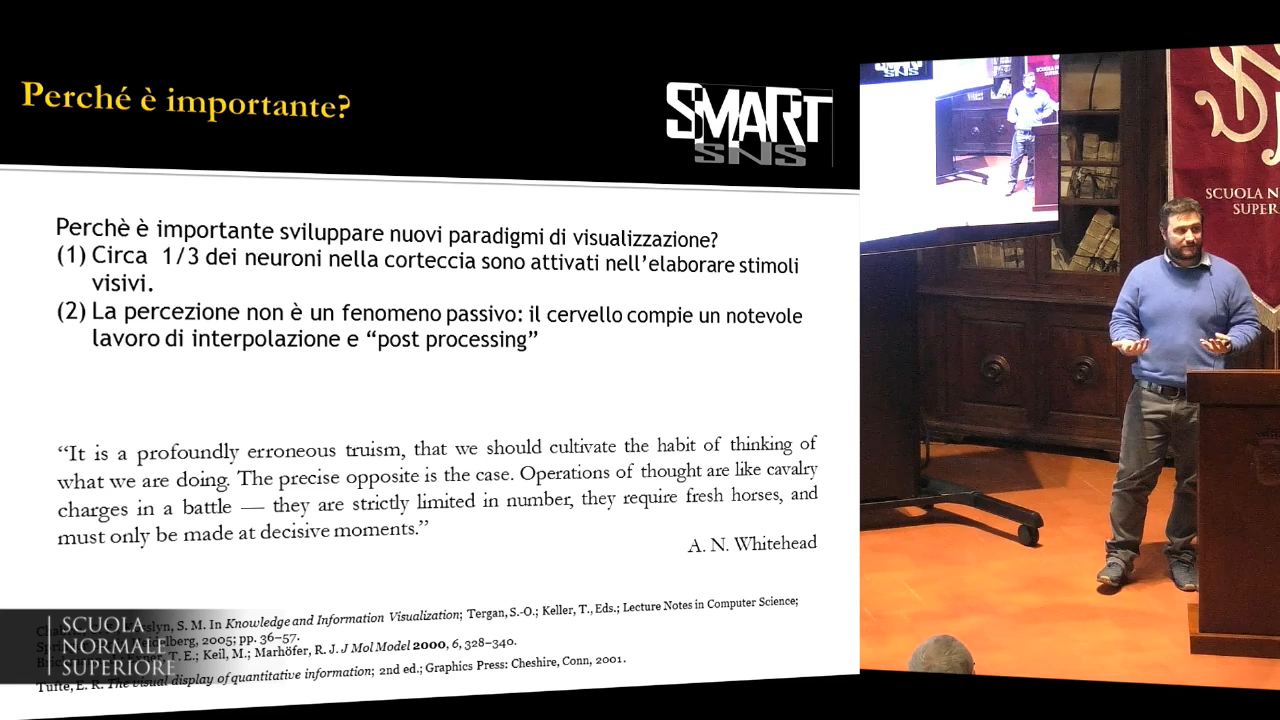 Perché è importante?
SMART
SNS
Perchè è importante sviluppare nuovi paradigmi di visualizzazione?
(1) Circa 1/3 dei neuroni nella corteccia sono attivati nell'elaborare stimoli
visivi.
(2) La percezione non è un fenomeno passivo: il cervello compie un notevole
lavoro di interpolazione e “post processing”
“It is a profoundly erroneous truism, that we should cultivate the habit of thinking of
what we are doing. The precise opposite is the case. Operations of thought are like cavalry
charges in a battle — they are strictly limited in number, they require fresh horses, and
must only be made at decisive moments.”
A. N. Whitehead
S. M. In Knowledge and Information Visualization; Tergan, S.-O.; Keller, T., Eds.; Lecture Notes in Computer Science;
2005; pp. 36–57.
T. E.; Keil, M.; Marhöfer, R. J. J Mol Model 2000, 6, 328–340.
Tufte, E. R. The visual display of quantitative information; 2nd ed.; Graphics Press: Cheshire, Conn, 2001.
SCUOLA
NORMALE
SUPERIORE
SNS
SCUOLA N
SUPER